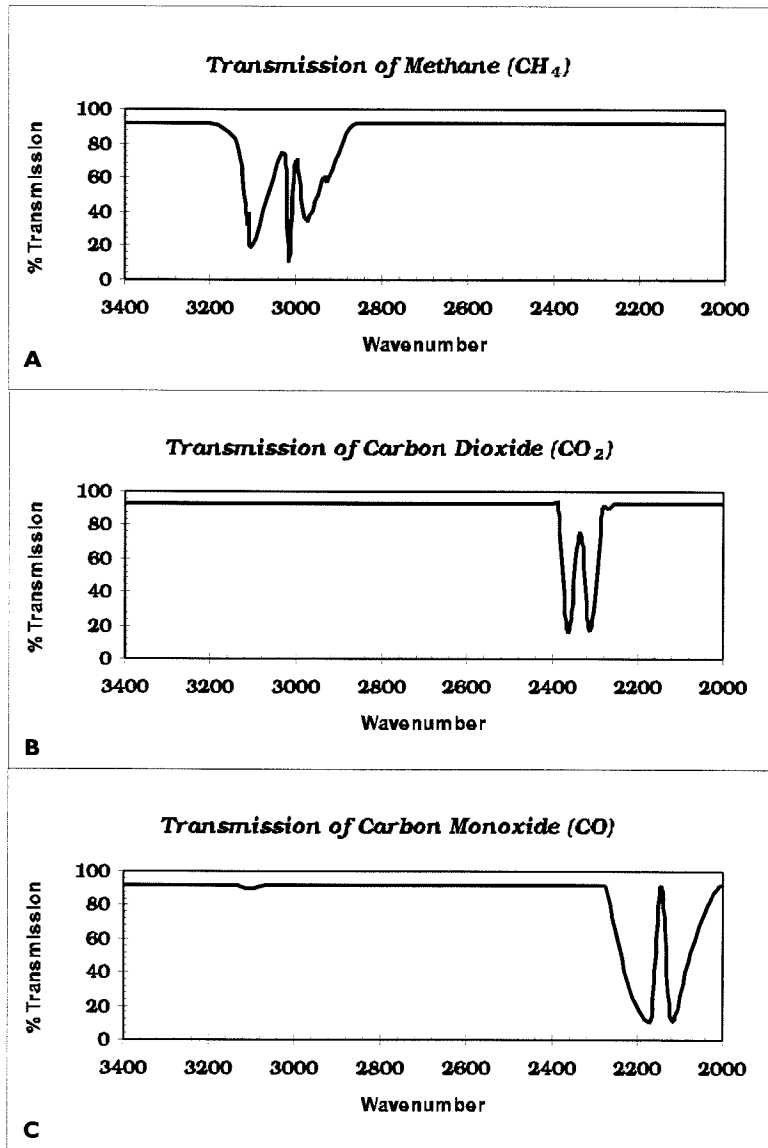 Transmission of Methane (CH4)
% Transmission
100
80
60
40
20
0
3400 3200 3000 2800 2600 2400 2200 2000
Wavenumber
A
Transmission of Carbon Dioxide (CO2)
% Transmission
100
80
60
40
20
0
3400 3200 3000 2800 2600 2400 2200 2000
Wavenumber
B
Transmission of Carbon Monoxide (CO)
% Transmission
100
80
60
40
20
0
3400 3200 3000 2800 2600 2400 2200 2000
Wavenumber
C